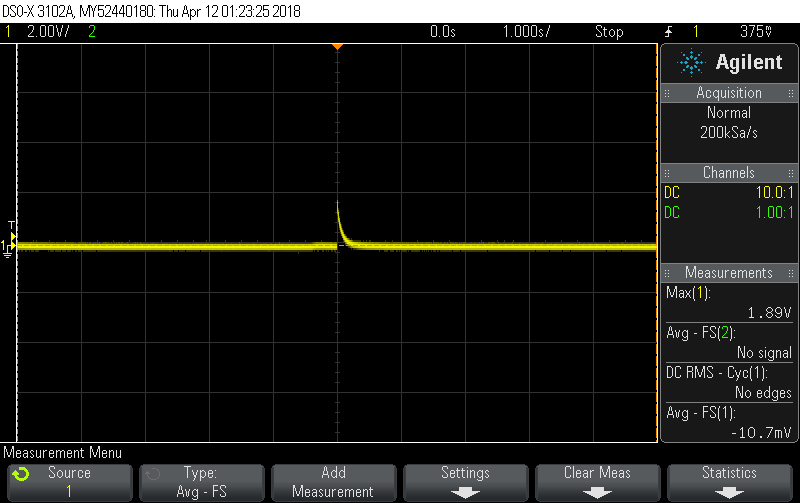 DSO-X 3102A, MY52440180: Thu Apr 12 01:23:25 2018
1 2.00V/ 2 0.0s 1.000s/ Stop 1 375mV
Agilent
Acquisition
Normal
200kSa/s
Channels
DC 10.0:1
DC 1.00:1
T
1
Measurements
Max(1):
1.89V
Avg - FS(2):
No signal
DC RMS - Cyc(1):
No edges
Avg - FS(1):
-10.7mV
Measurement Menu
Source
1
Type:
Avg - FS
Add
Measurement
Settings
Clear Meas
Statistics